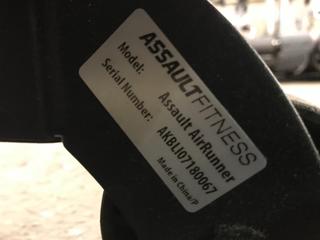 ASSAULTFITNESS
Model: Assault AirRunner
Serial Number: AKBLI07180067
Made in China/P